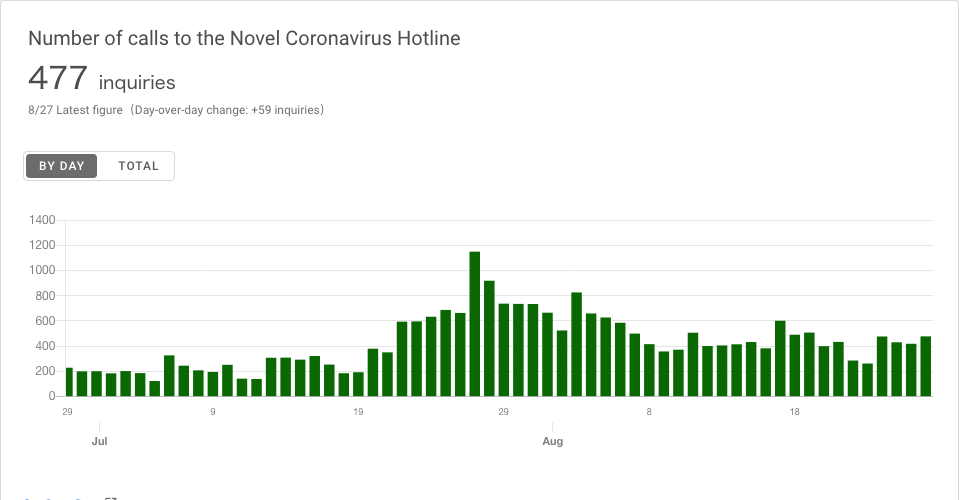 Number of calls to the Novel Coronavirus Hotline
477 inquiries
8/27 Latest figure（Day-over-day change: +59 inquiries）
BY DAY TOTAL
1400
1200
1000
800
600
400
200
0
29 9 19 29 8 18
Jul Aug